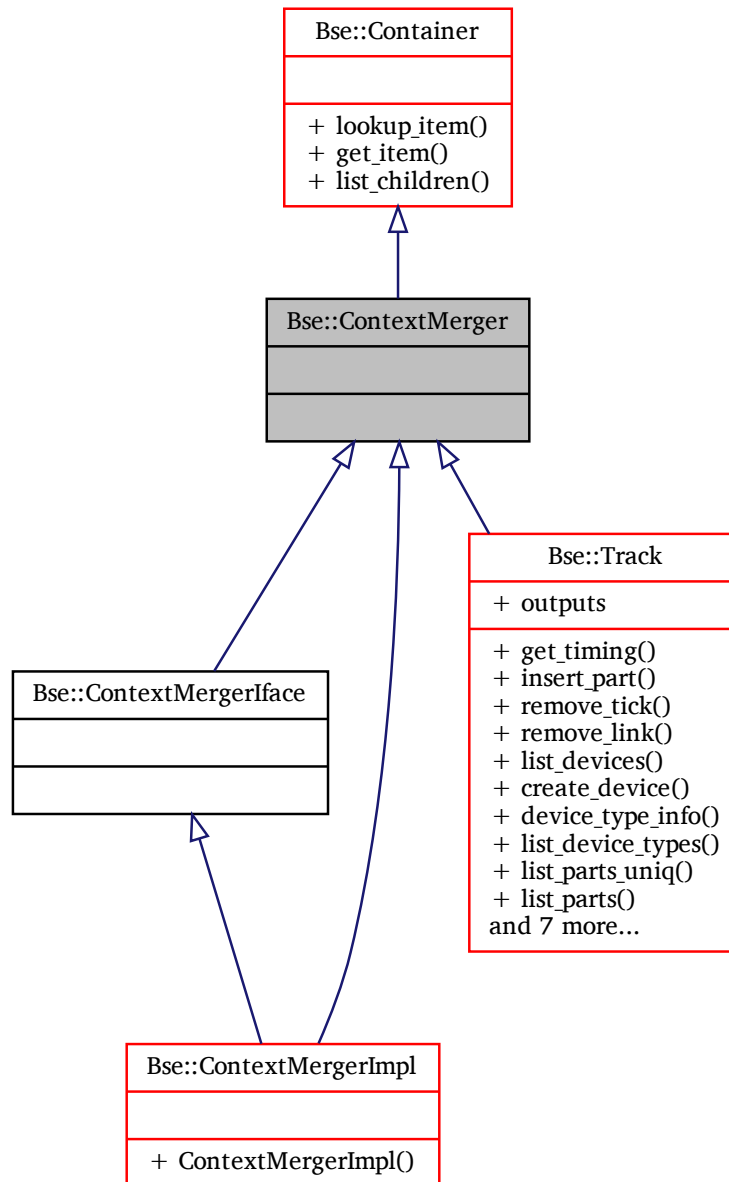 Bse::Container
+ lookup_item()
+ get_item()
+ list_children()
Bse::ContextMerger
Bse::Track
+ outputs
+ get_timing()
+ insert_part()
+ remove_tick()
+ remove_link()
+ list_devices()
+ create_device()
+ device_type_info()
+ list_device_types()
+ list_parts_uniq()
+ list_parts()
and 7 more...
Bse::ContextMergerIface
Bse::ContextMergerImpl
+ ContextMergerImpl()